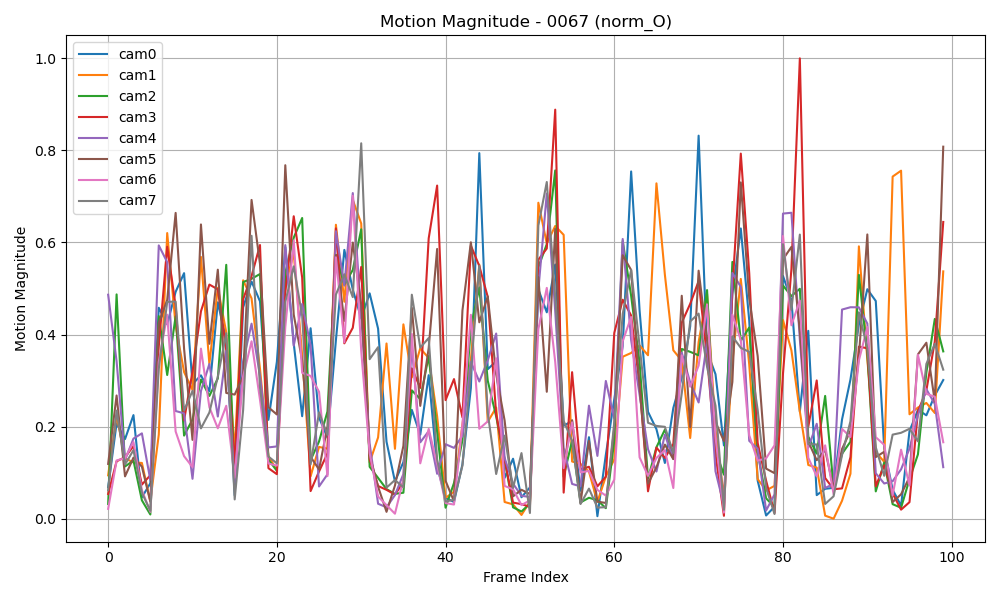 Motion Magnitude - 0067 (norm_O)
1.0
0.8
0.6
0.4
0.2
0.0
Motion Magnitude
cam0
cam1
cam2
cam3
cam4
cam5
cam6
cam7
0 20 40 60 80 100
Frame Index